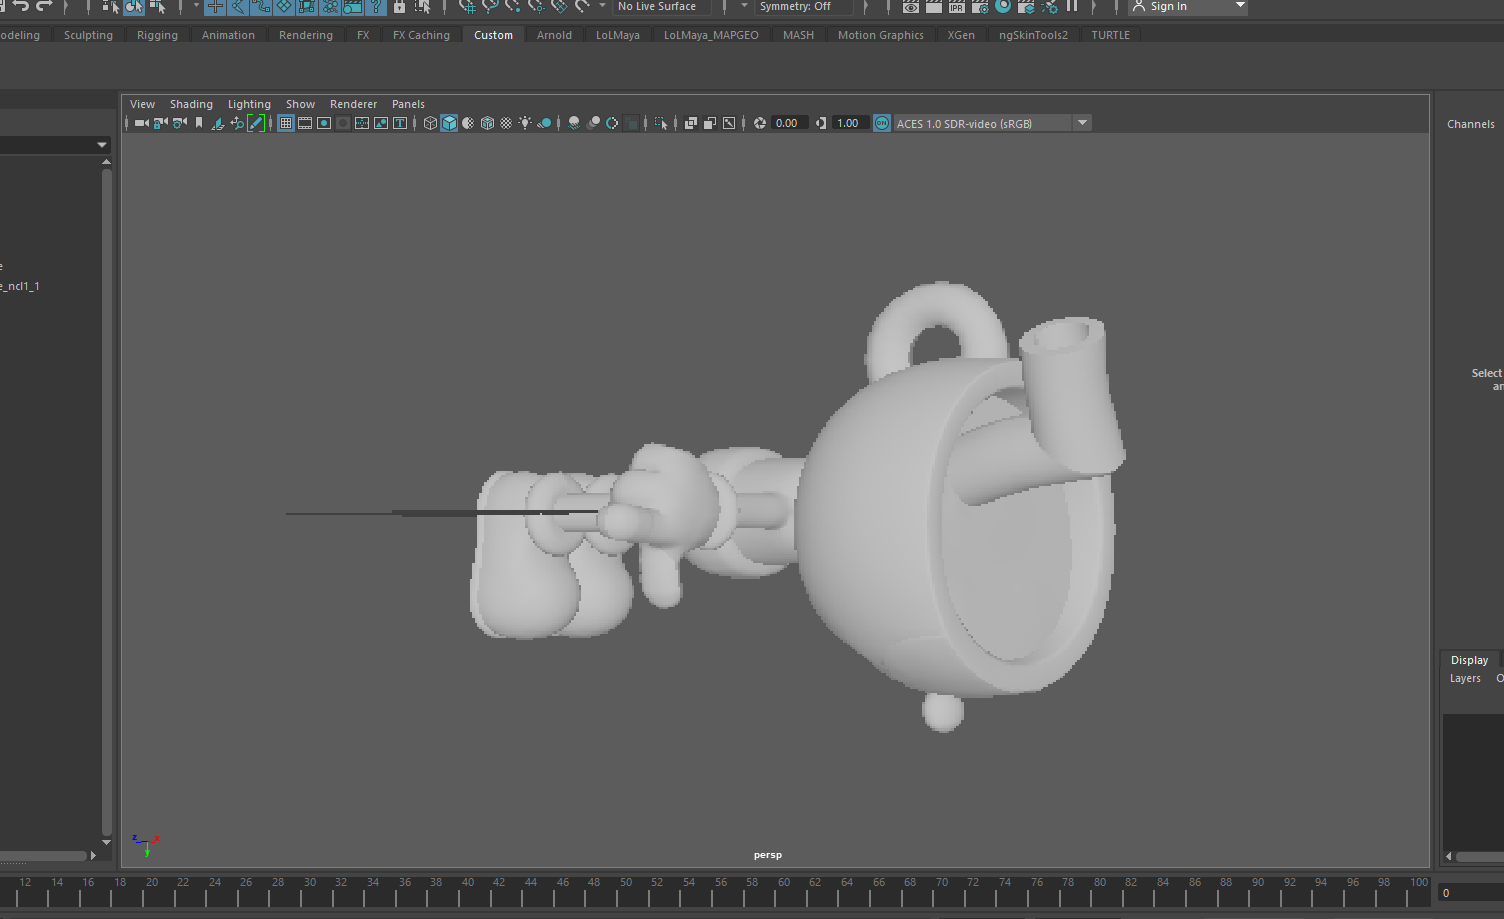 No Live Surface Symmetry: Off IPR Sign In
odeling Sculpting Rigging Animation Rendering FX FX Caching Custom Arnold LoLMaya LoLMaya_MAPGEO MASH Motion Graphics XGen ngSkinTools2 TURTLE
View Shading Lighting Show Renderer Panels
0.00 1.00 ON ACES 1.0 SDR-video (sRGB)
Channels
e
e_ncl1_1
Select
an
Display
Layers O
z x
y
persp
12 14 16 18 20 22 24 26 28 30 32 34 36 38 40 42 44 46 48 50 52 54 56 58 60 62 64 66 68 70 72 74 76 78 80 82 84 86 88 90 92 94 96 98 100
0